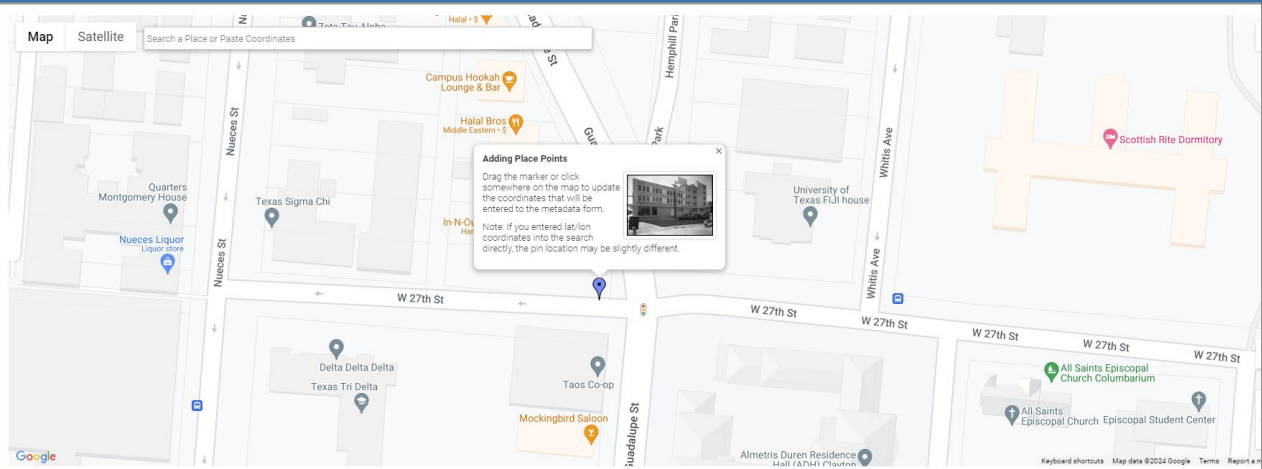 Map
Satellite
Search a Place or Paste Coordinates
Zeta Tau Alpha
Halal • $
Hemphill Park
Nueces St
Campus Hookah
Lounge & Bar
Halal Bros
Middle Eastern • $
Park
Whitis Ave
Scottish Rite Dormitory
Adding Place Points
Drag the marker or click
somewhere on the map to update
the coordinates that will be
entered to the metadata form.
Note: If you entered lat/lon
coordinates into the search
directly, the pin location may be slightly different.
Quarters
Montgomery House
Texas Sigma Chi
University of
Texas FIJI house
Nueces Liquor
Liquor store
Nueces St
Whitis Ave
W 27th St
W 27th St
W 27th St
W 27th St
W 27th St
W 27th St
Delta Delta Delta
Texas Tri Delta
Taos Co-op
Mockingbird Saloon
Guadalupe St
All Saints Episcopal
Church Columbarium
All Saints'
Episcopal Church
Episcopal Student Center
Almetris Duren Residence
Hall (ADH) Clayton
Google
Keyboard shortcuts
Map data ©2024 Google
Terms